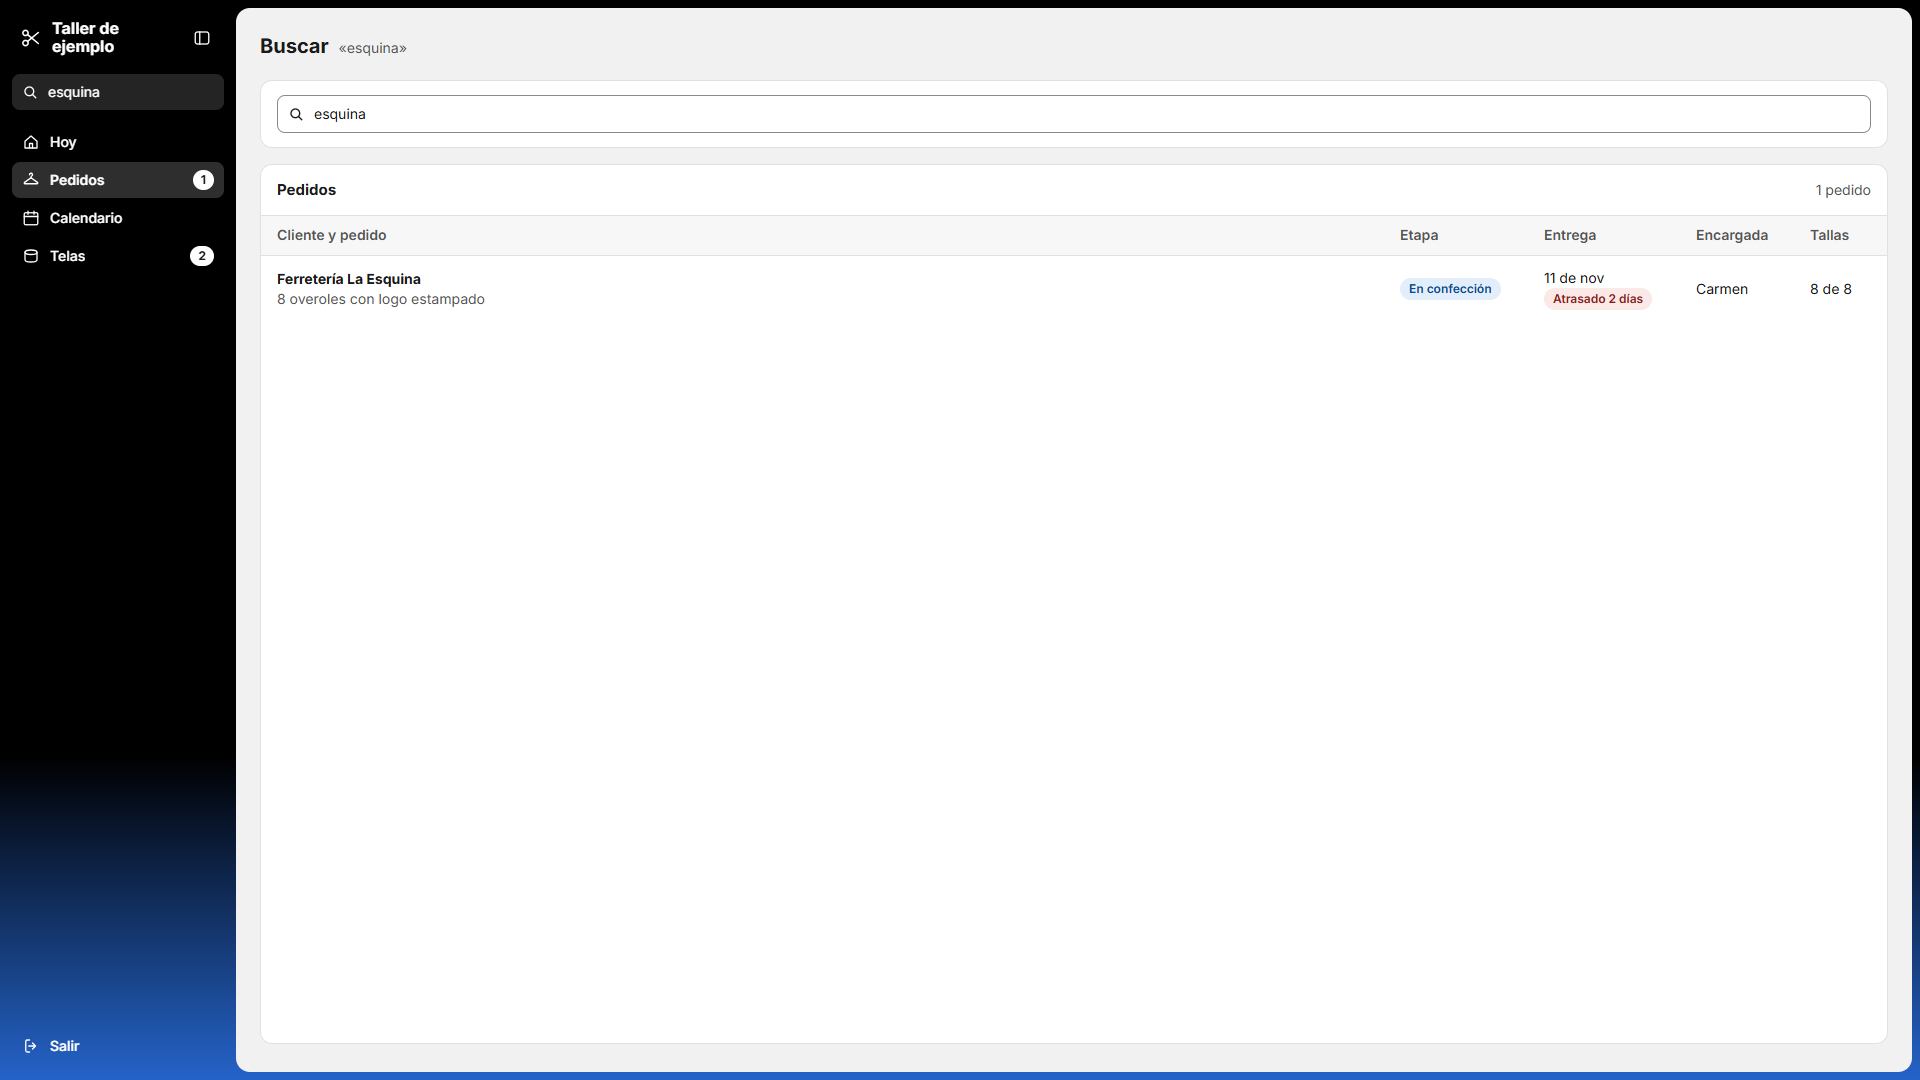 Taller de
ejemplo
esquina
Hoy
Pedidos 1
Calendario
Telas 2
Salir
Buscar «esquina»
esquina
Pedidos 1 pedido
Cliente y pedido Etapa Entrega Encargada Tallas
Ferretería La Esquina
8 overoles con logo estampado
En confección
11 de nov
Atrasado 2 días
Carmen
8 de 8